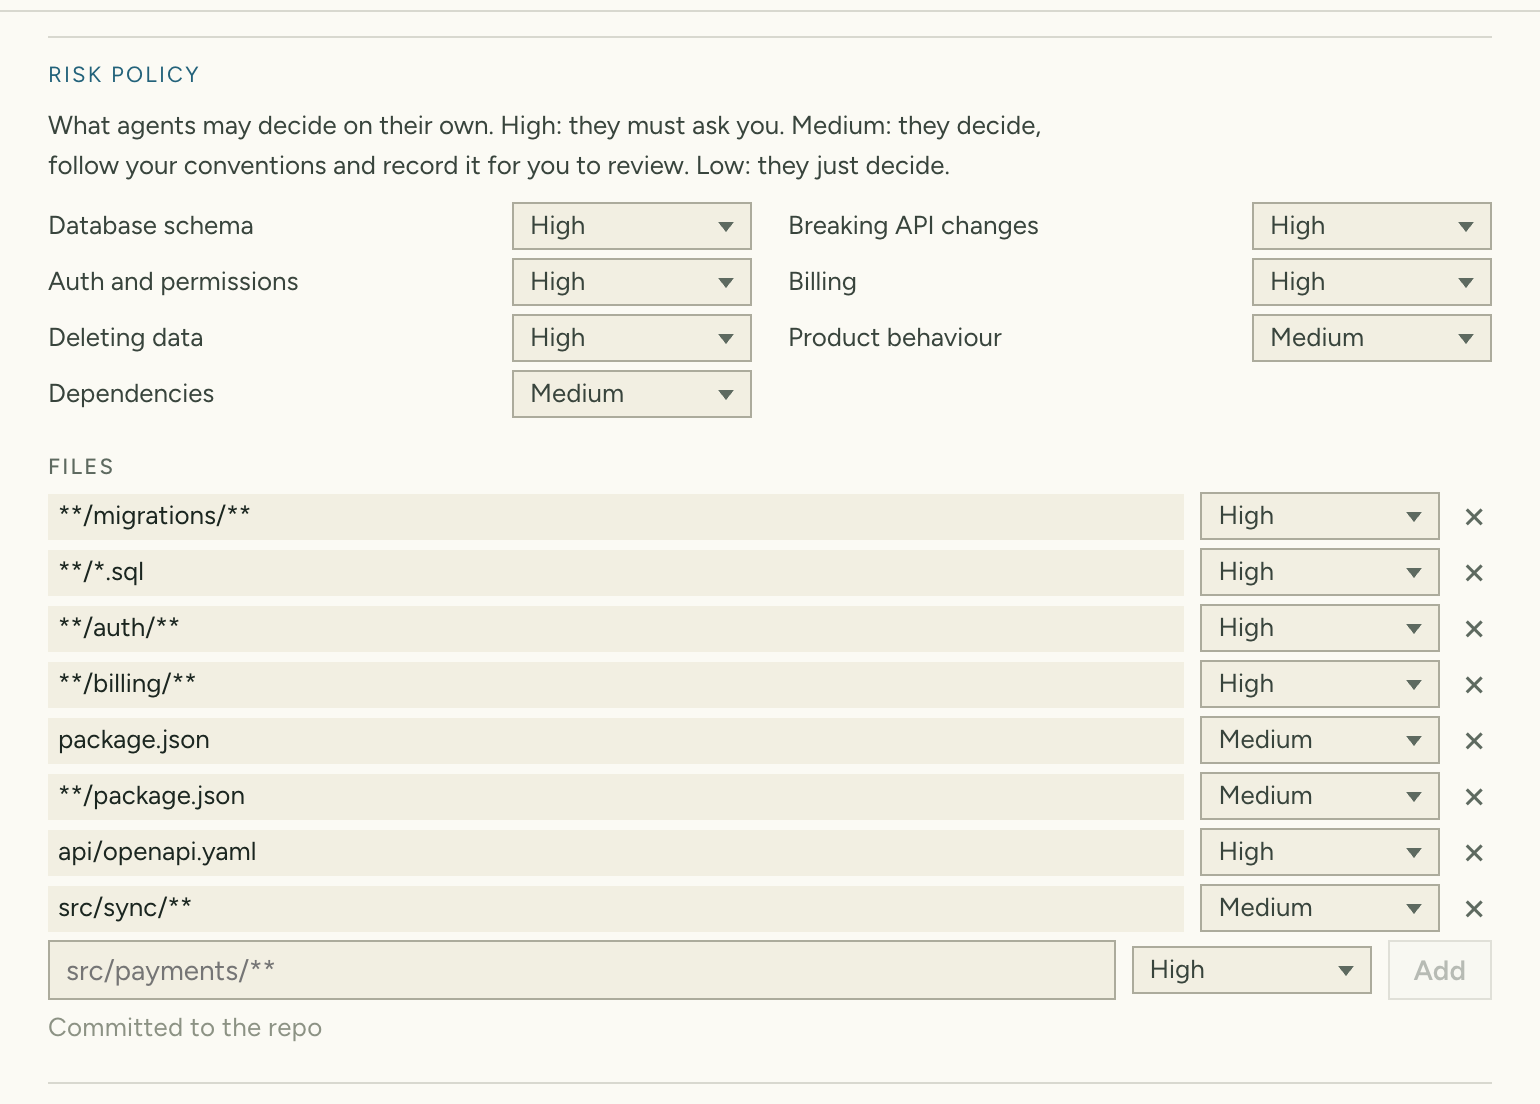 RISK POLICY
What agents may decide on their own. High: they must ask you. Medium: they decide,
follow your conventions and record it for you to review. Low: they just decide.
Database schema High Breaking API changes High
Auth and permissions High Billing High
Deleting data High Product behaviour Medium
Dependencies Medium
FILES
**/migrations/** High ×
**/*.sql High ×
**/auth/** High ×
**/billing/** High ×
package.json Medium ×
**/package.json Medium ×
api/openapi.yaml High ×
src/sync/** Medium ×
src/payments/** High Add
Committed to the repo